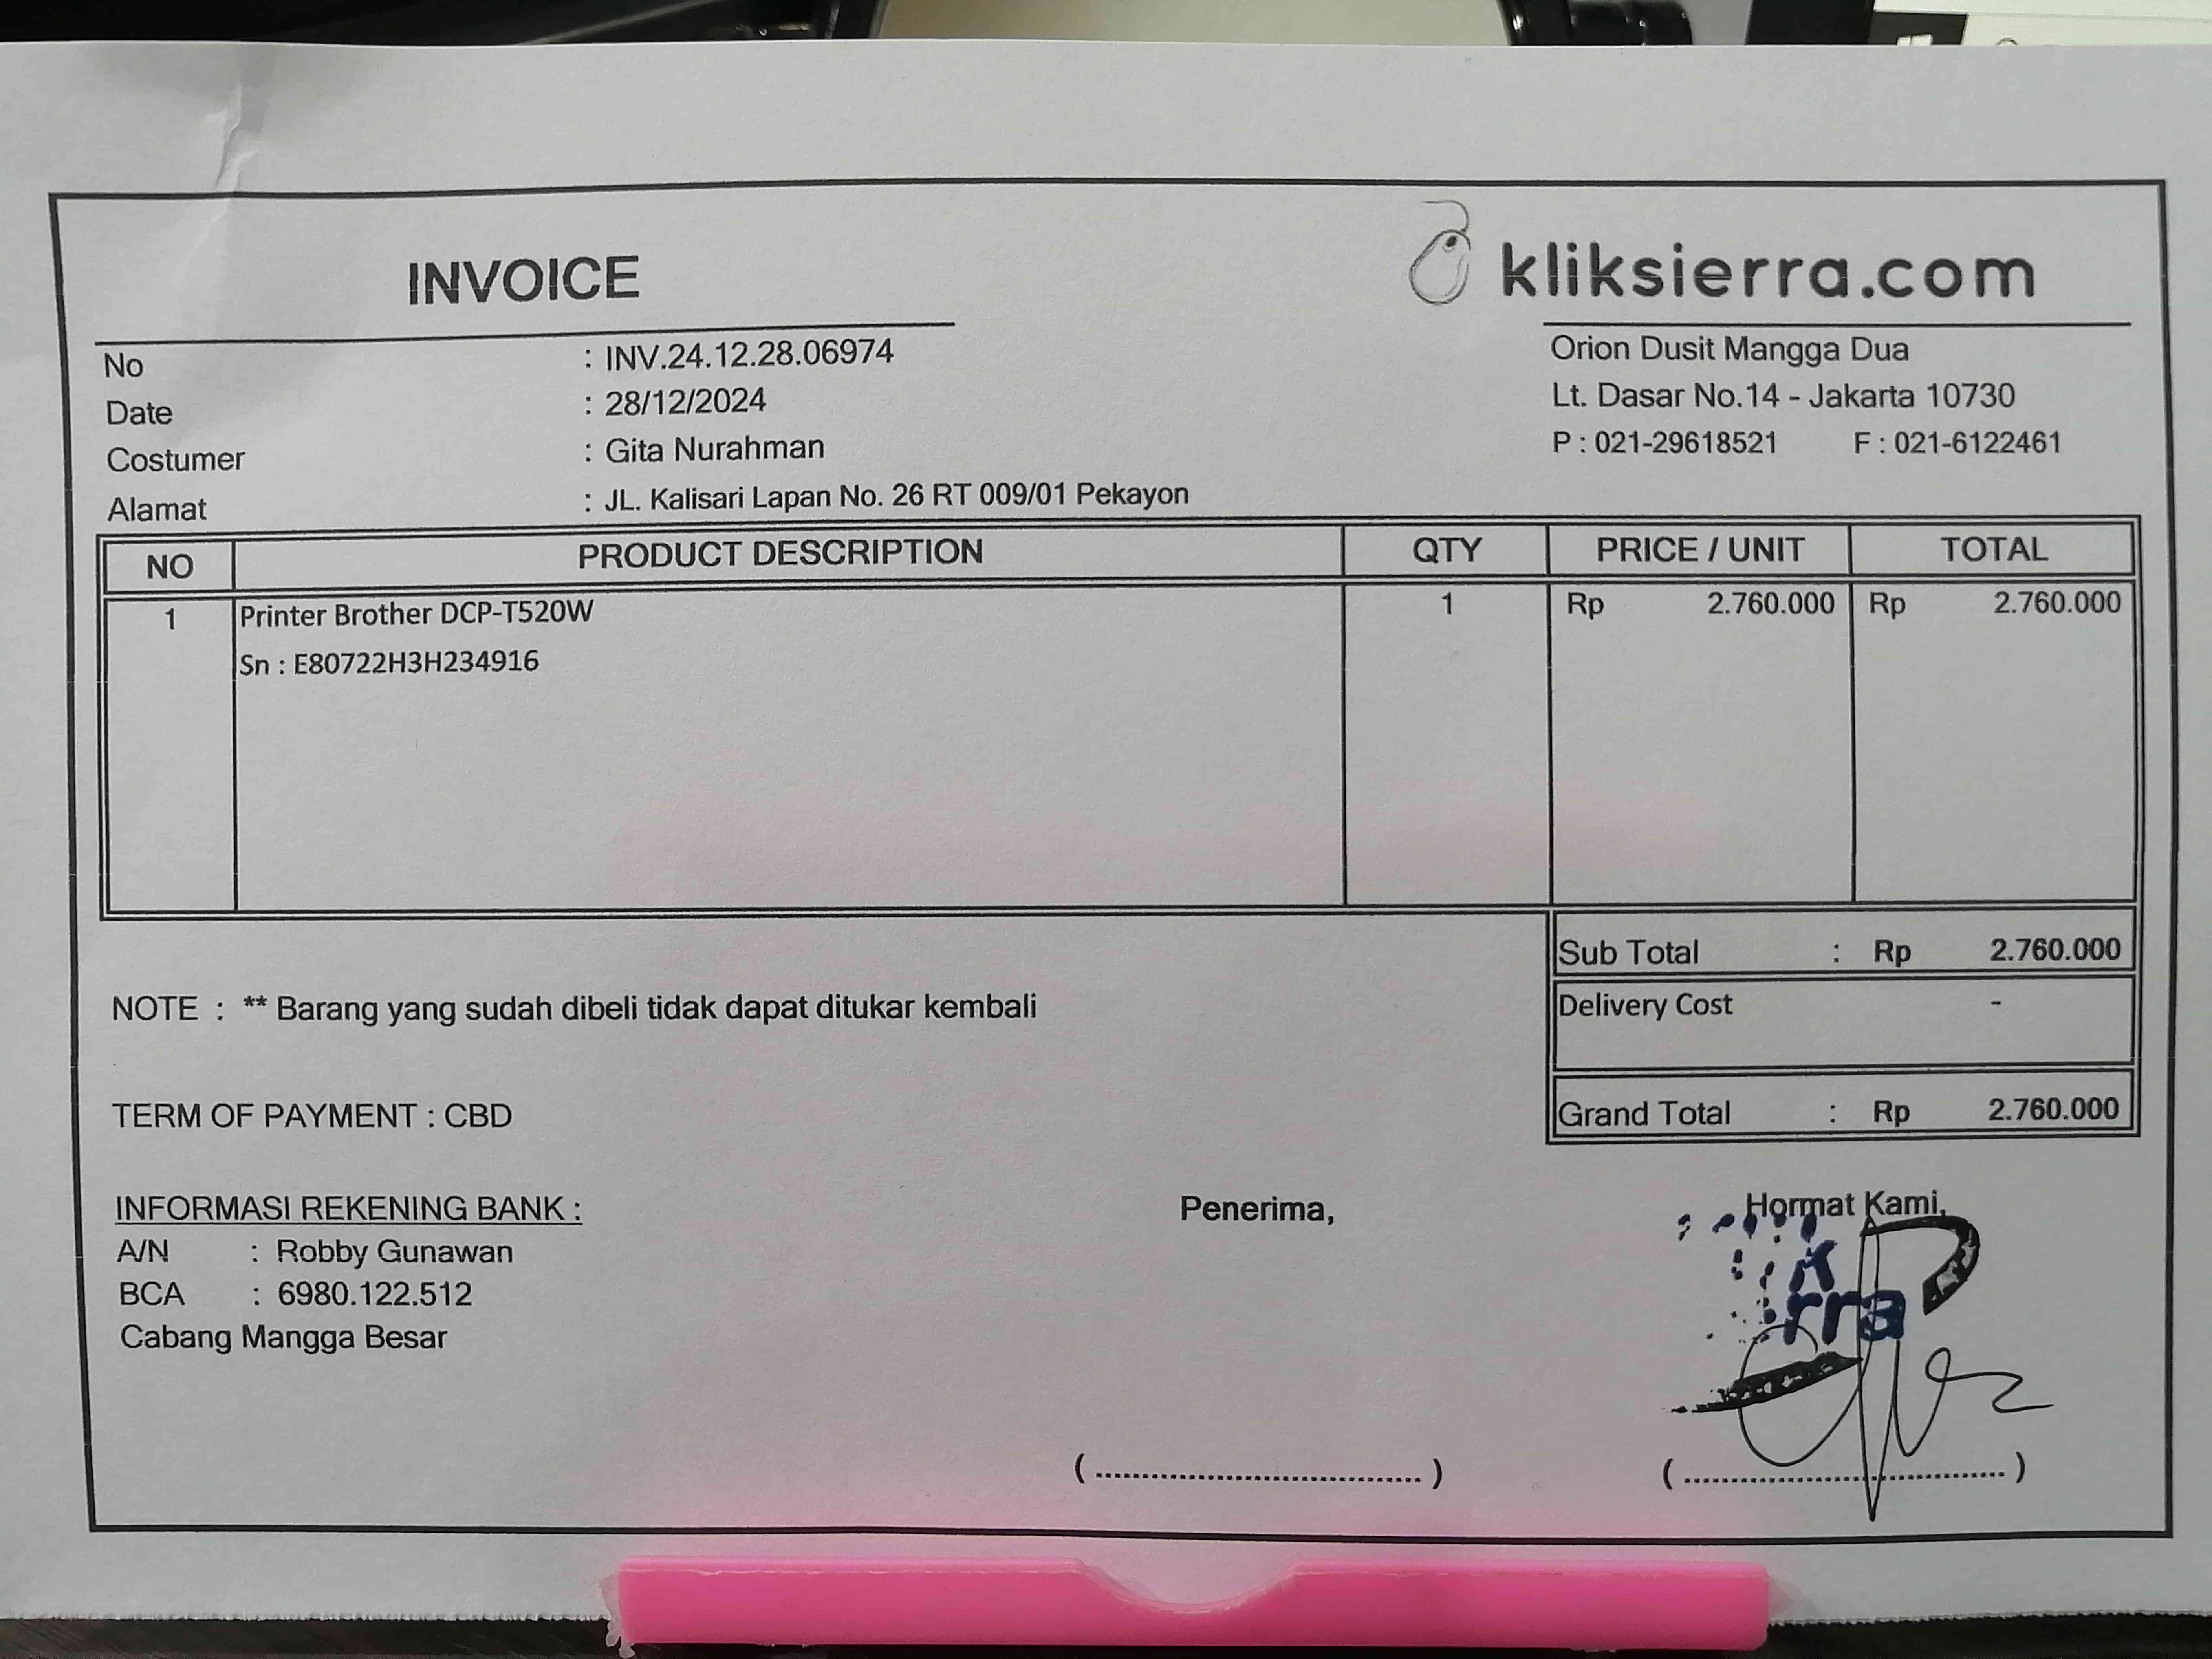 INVOICE
kliksierra.com
No : INV.24.12.28.06974
Date : 28/12/2024
Costumer : Gita Nurahman
Alamat : JL. Kalisari Lapan No. 26 RT 009/01 Pekayon
Orion Dusit Mangga Dua
Lt. Dasar No.14 - Jakarta 10730
P : 021-29618521 F : 021-6122461
NO PRODUCT DESCRIPTION QTY PRICE / UNIT TOTAL
1 Printer Brother DCP-T520W 1 Rp 2.760.000 Rp 2.760.000
Sn : E80722H3H234916
Sub Total : Rp 2.760.000
Delivery Cost -
Grand Total : Rp 2.760.000
NOTE : ** Barang yang sudah dibeli tidak dapat ditukar kembali
TERM OF PAYMENT : CBD
INFORMASI REKENING BANK :
A/N : Robby Gunawan
BCA : 6980.122.512
Cabang Mangga Besar
Penerima,
(....................................)
Hormat Kami,
k
rra
(....................................)